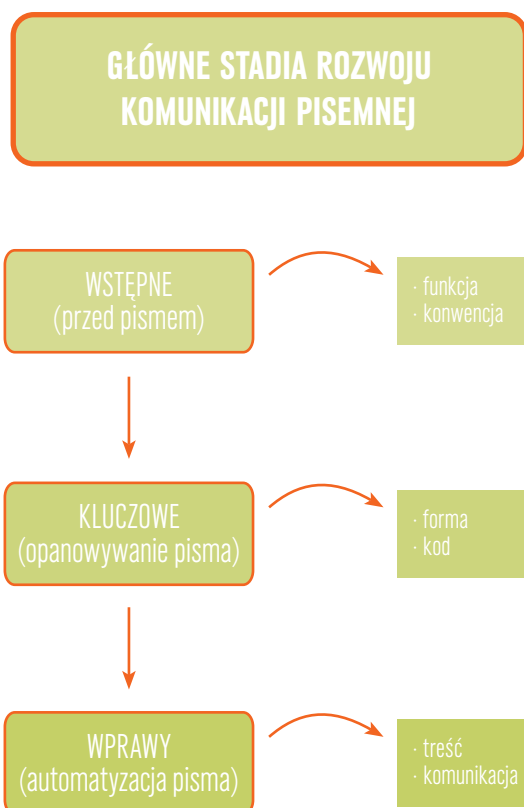 GŁÓWNE STADIA ROZWOJU
KOMUNIKACJI PISEMNEJ
WSTĘPNE
(przed pismem)
· funkcja
· konwencja
KLUCZOWE
(opanowywanie pisma)
· forma
· kod
WPRAWY
(automatyzacja pisma)
· treść
· komunikacja